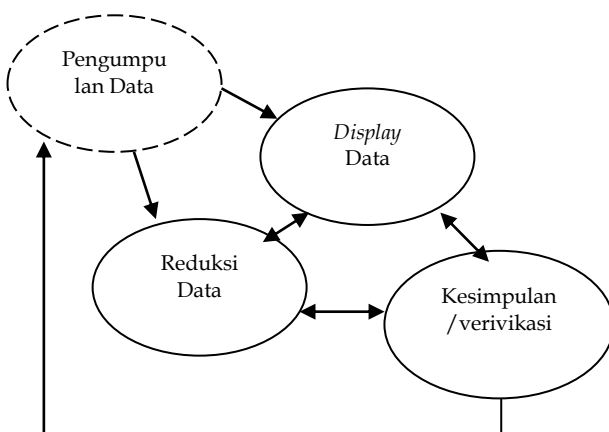 Pengumpu
lan Data
Display
Data
Reduksi
Data
Kesimpulan
/verivikasi